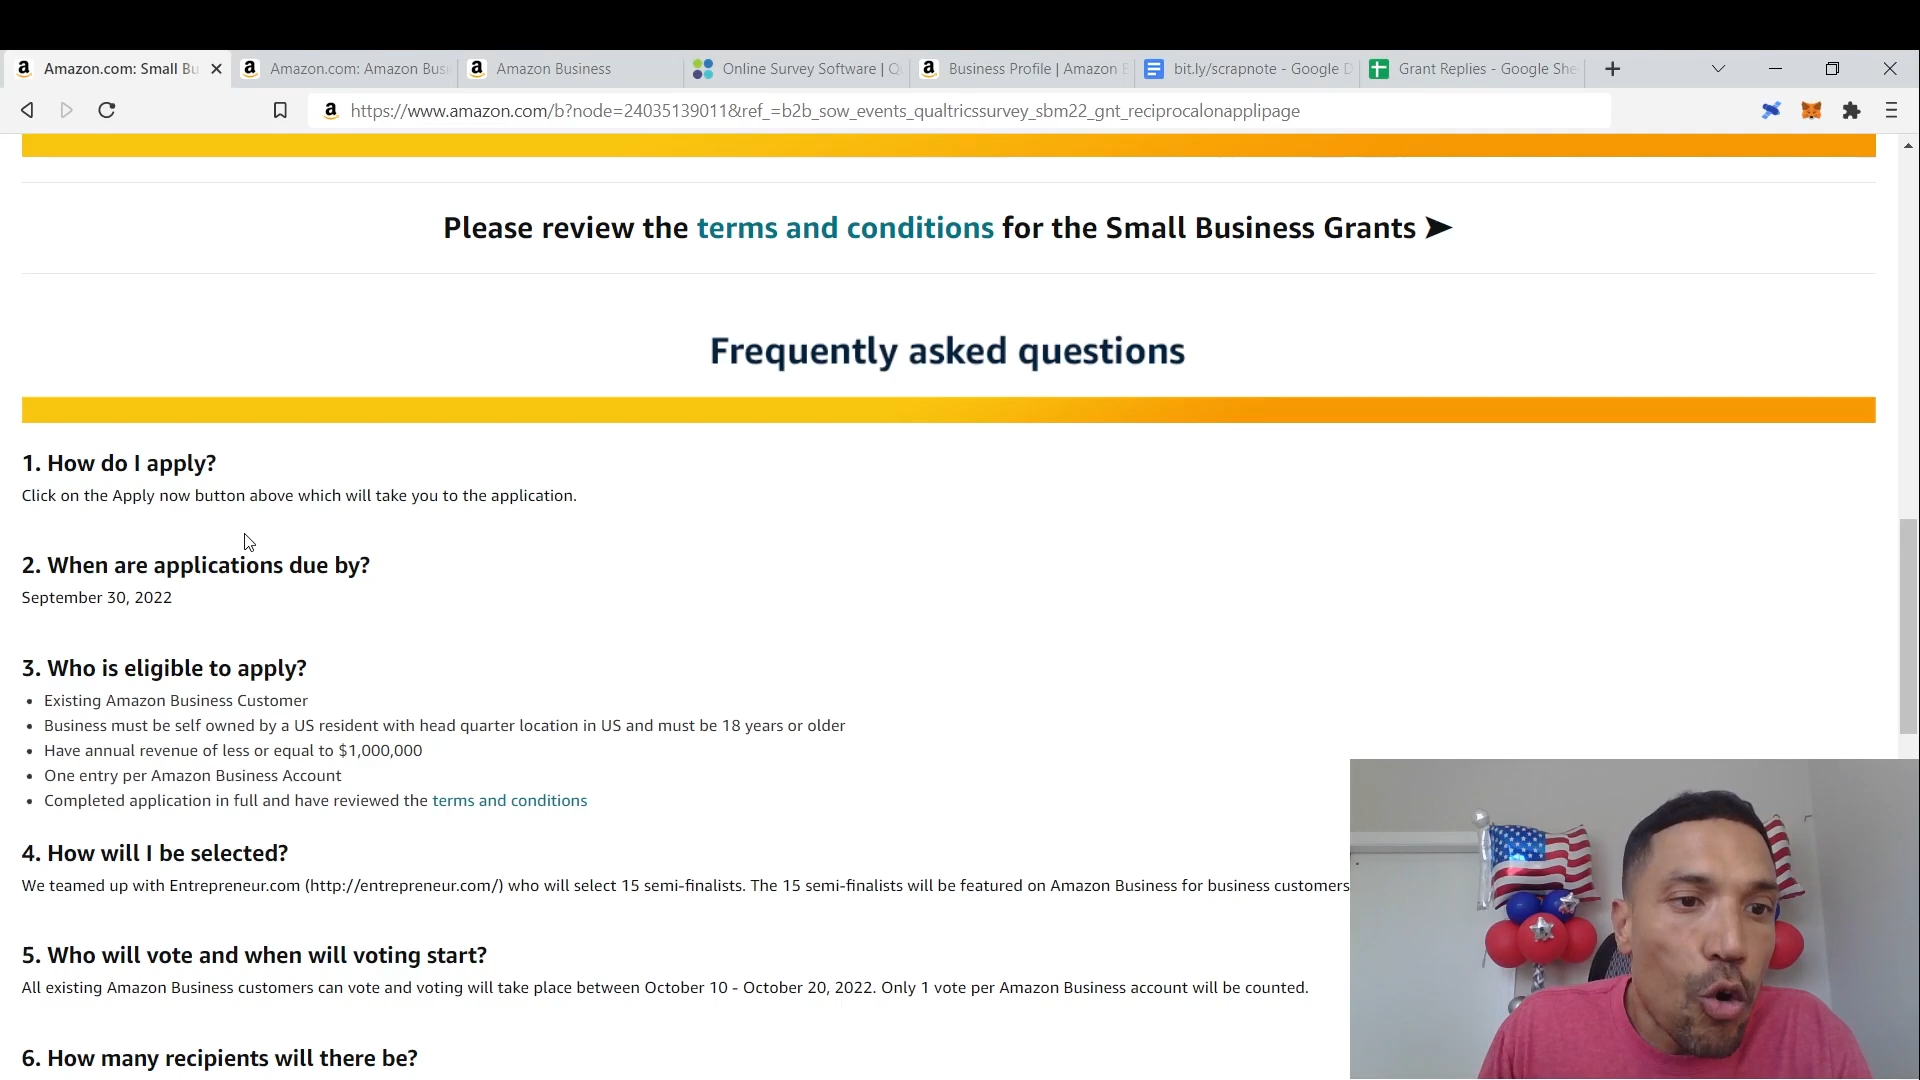 Amazon.com: Small Bu
Amazon.com: Amazon Busi
Amazon Business
Online Survey Software | Q
Business Profile | Amazon B
bit.ly/scrapnote - Google D
Grant Replies - Google She
https://www.amazon.com/b?node=24035139011&ref_=b2b_sow_events_qualtricssurvey_sbm22_gnt_reciprocalonapplipage
Please review the terms and conditions for the Small Business Grants ➤
Frequently asked questions
1. How do I apply?
Click on the Apply now button above which will take you to the application.
2. When are applications due by?
September 30, 2022
3. Who is eligible to apply?
• Existing Amazon Business Customer
• Business must be self owned by a US resident with head quarter location in US and must be 18 years or older
• Have annual revenue of less or equal to $1,000,000
• One entry per Amazon Business Account
• Completed application in full and have reviewed the terms and conditions
4. How will I be selected?
We teamed up with Entrepreneur.com (http://entrepreneur.com/) who will select 15 semi-finalists. The 15 semi-finalists will be featured on Amazon Business for business customers
5. Who will vote and when will voting start?
All existing Amazon Business customers can vote and voting will take place between October 10 - October 20, 2022. Only 1 vote per Amazon Business account will be counted.
6. How many recipients will there be?